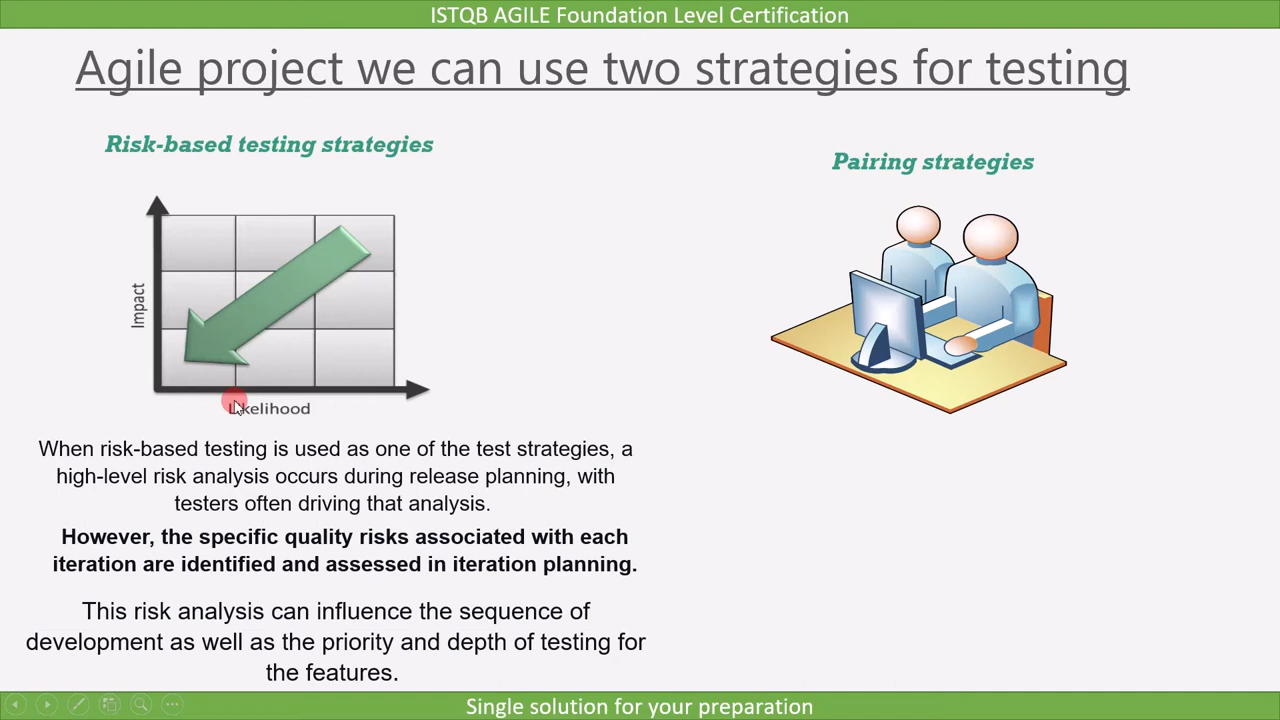 ISTQB AGILE Foundation Level Certification
Agile project we can use two strategies for testing
Risk-based testing strategies
Pairing strategies
Impact
Likelihood
When risk-based testing is used as one of the test strategies, a
high-level risk analysis occurs during release planning, with
testers often driving that analysis.
However, the specific quality risks associated with each
iteration are identified and assessed in iteration planning.
This risk analysis can influence the sequence of
development as well as the priority and depth of testing for
the features.
Single solution for your preparation